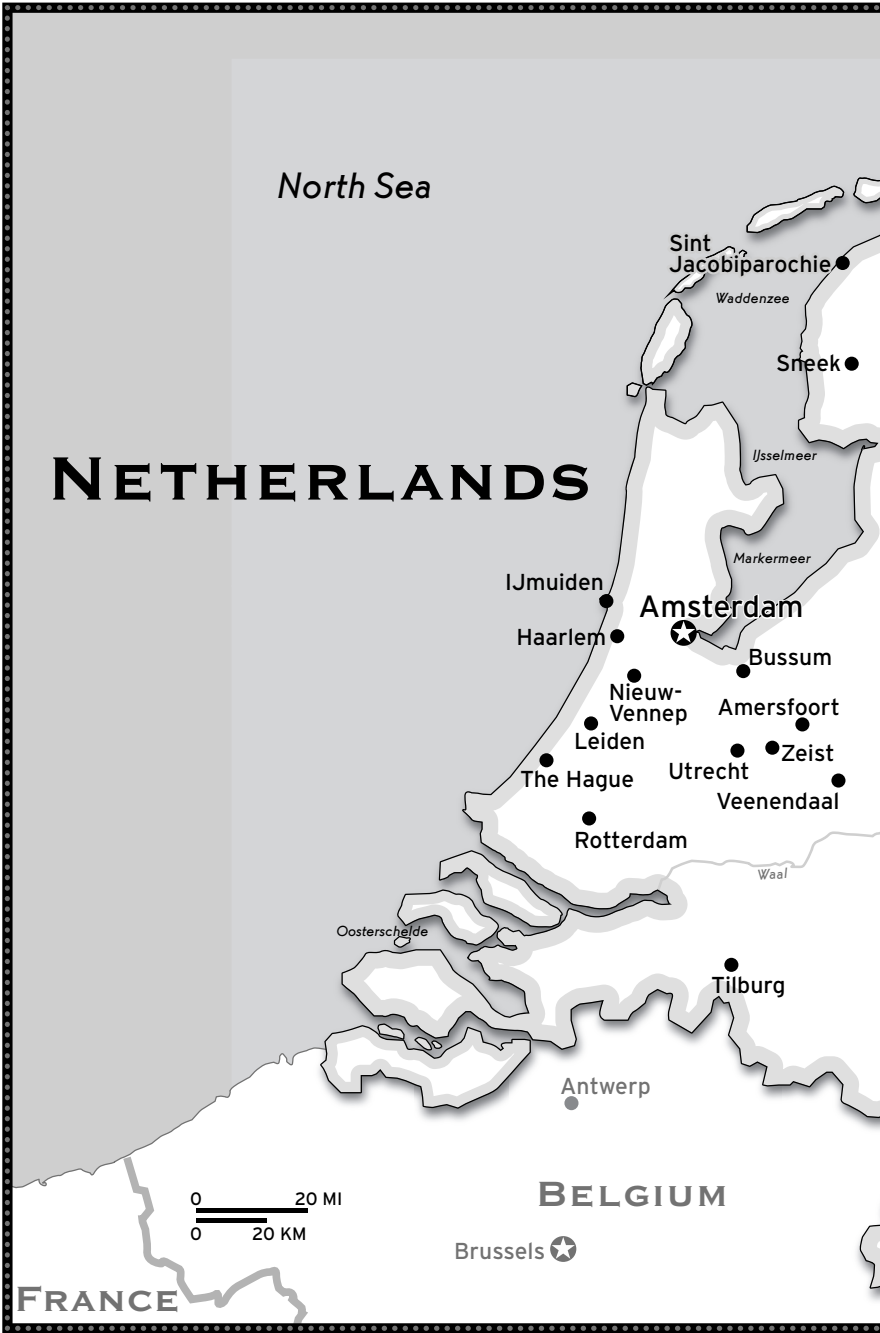 North Sea
Sint
Jacobiparochie
Waddenzee
Sneek
IJsselmeer
NETHERLANDS
Markermeer
IJmuiden
Amsterdam
Haarlem
Bussum
Nieuw-
Vennep
Amersfoort
Leiden
Zeist
Utrecht
The Hague
Veenendaal
Rotterdam
Waal
Oosterschelde
Tilburg
Antwerp
BELGIUM
0 20 MI
0 20 KM
Brussels
FRANCE